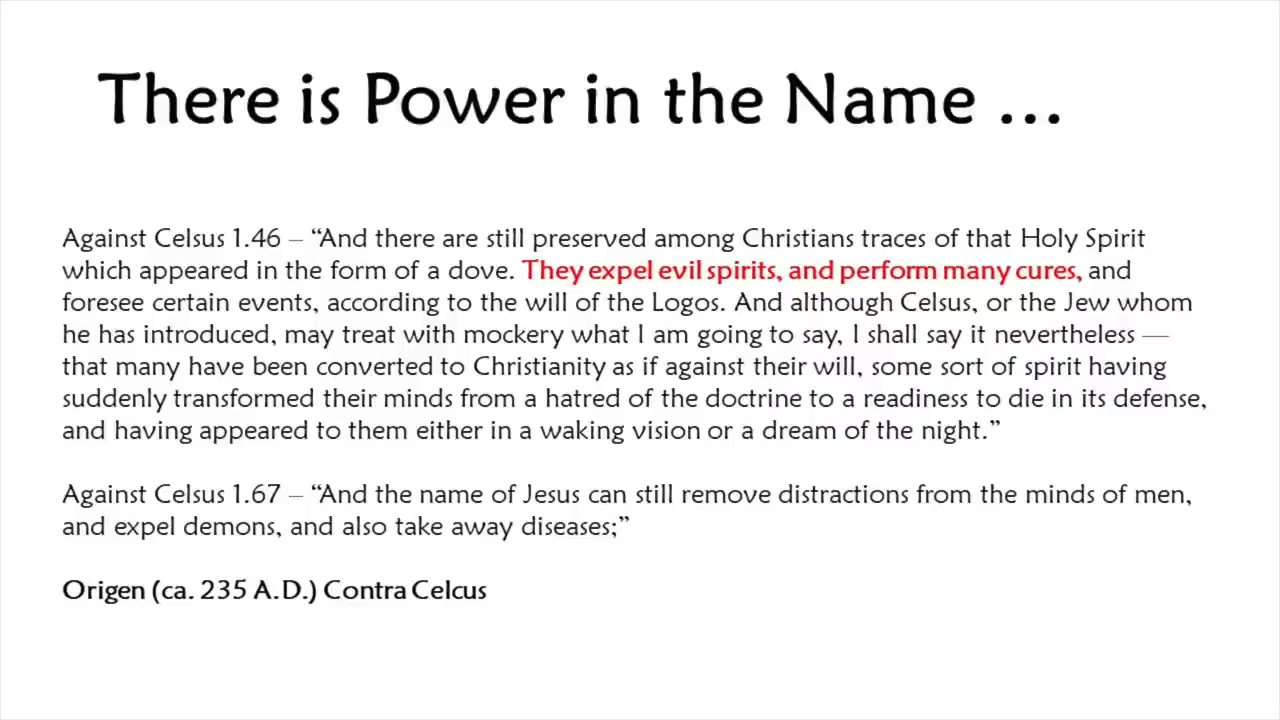 There is Power in the Name ...
Against Celsus 1.46 – “And there are still preserved among Christians traces of that Holy Spirit
which appeared in the form of a dove. They expel evil spirits, and perform many cures, and
foresee certain events, according to the will of the Logos. And although Celsus, or the Jew whom
he has introduced, may treat with mockery what I am going to say, I shall say it nevertheless —
that many have been converted to Christianity as if against their will, some sort of spirit having
suddenly transformed their minds from a hatred of the doctrine to a readiness to die in its defense,
and having appeared to them either in a waking vision or a dream of the night.”
Against Celsus 1.67 – “And the name of Jesus can still remove distractions from the minds of men,
and expel demons, and also take away diseases;”
Origen (ca. 235 A.D.) Contra Celcus